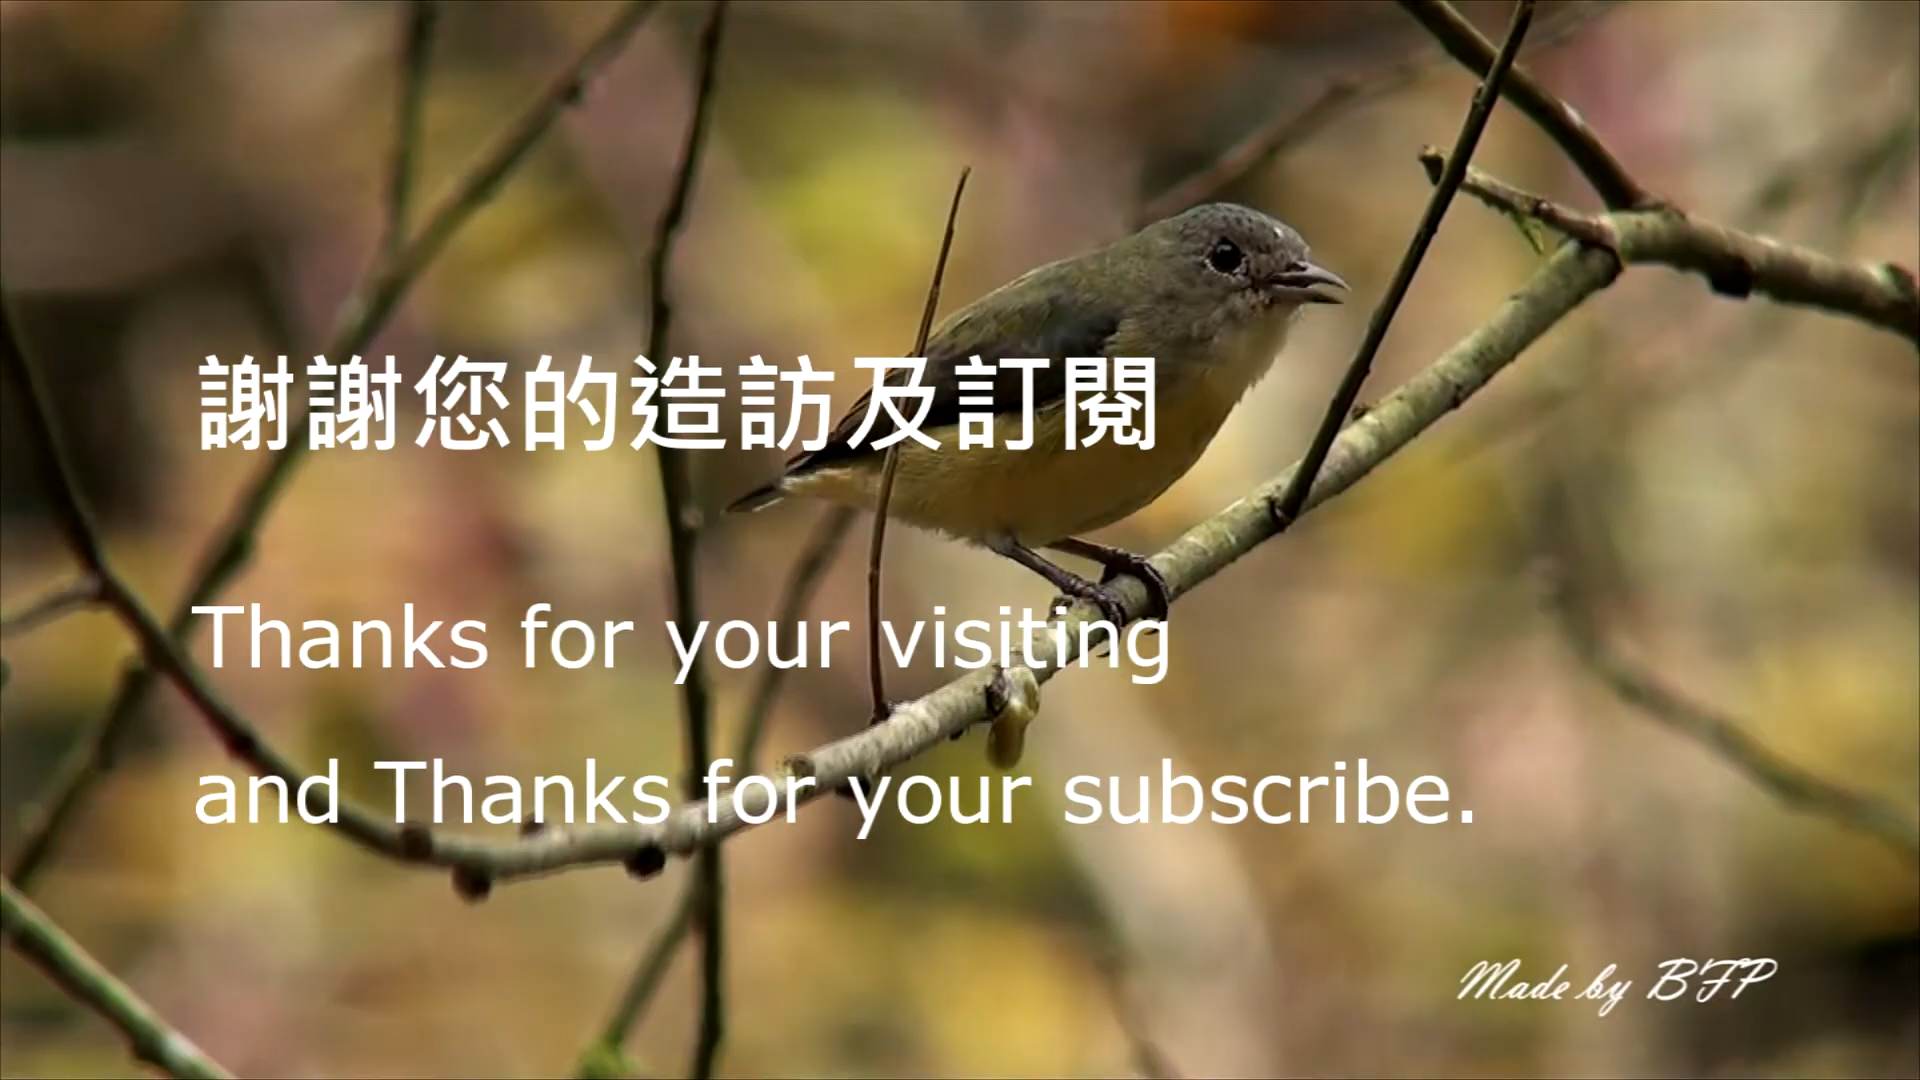 謝謝您的造訪及訂閱
Thanks for your visiting
and Thanks for your subscribe.
Made by BFP